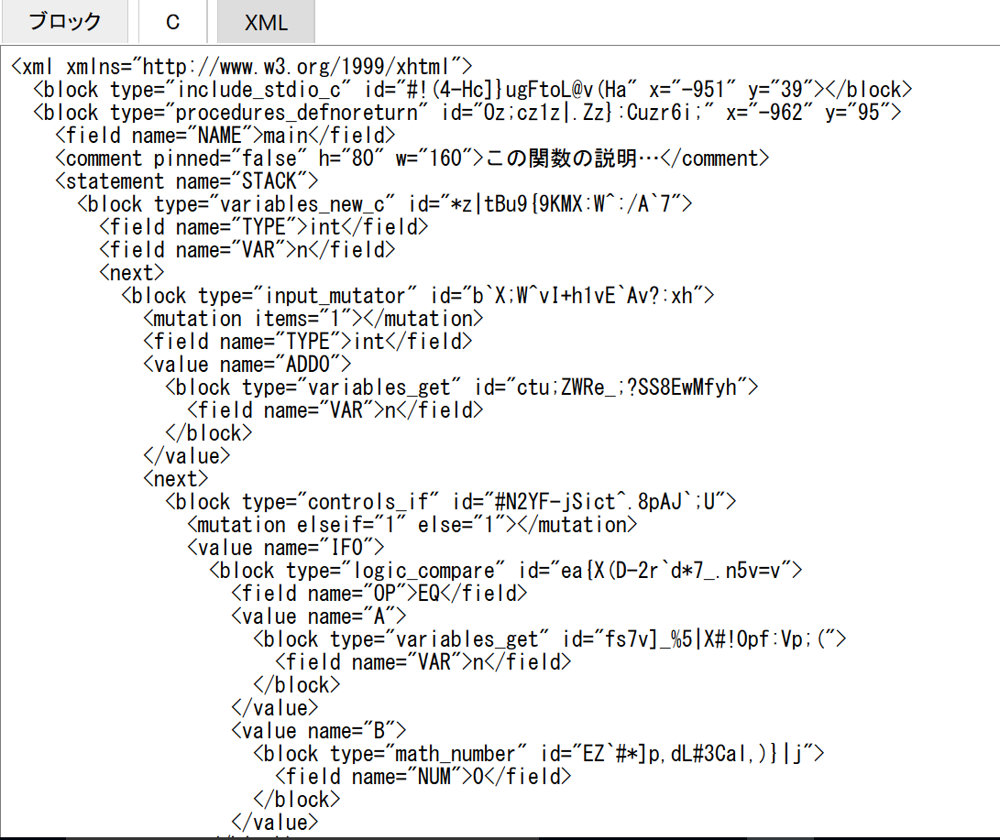 ブロック C XML
<xml xmlns="http://www.w3.org/1999/xhtml">
  <block type="include_stdio_c" id="#!(4-Hc]}ugFtoL@v(Ha" x="-951" y="39"></block>
  <block type="procedures_defnoreturn" id="Oz;cz1z|.Zz}:Cuzr6i;" x="-962" y="95">
    <field name="NAME">main</field>
    <comment pinned="false" h="80" w="160">この関数の説明…</comment>
    <statement name="STACK">
      <block type="variables_new_c" id="*z|tBu9{9KMX:W^:/A`7">
        <field name="TYPE">int</field>
        <field name="VAR">n</field>
        <next>
          <block type="input_mutator" id="b`X;W^vI+h1vE`Av?:xh">
            <mutation items="1"></mutation>
            <field name="TYPE">int</field>
            <value name="ADD0">
              <block type="variables_get" id="ctu;ZWRe_;?SS8EwMfyh">
                <field name="VAR">n</field>
              </block>
            </value>
            <next>
              <block type="controls_if" id="#N2YF-jSict^.8pAJ`;U">
                <mutation elseif="1" else="1"></mutation>
                <value name="IF0">
                  <block type="logic_compare" id="ea{X(D-2r`d*7_.n5v=v">
                    <field name="OP">EQ</field>
                    <value name="A">
                      <block type="variables_get" id="fs7v]_%5|X#!Opf:Vp;(">
                        <field name="VAR">n</field>
                      </block>
                    </value>
                    <value name="B">
                      <block type="math_number" id="EZ`#*]p,dL#3Cal,)}|j">
                        <field name="NUM">0</field>
                      </block>
                    </value>